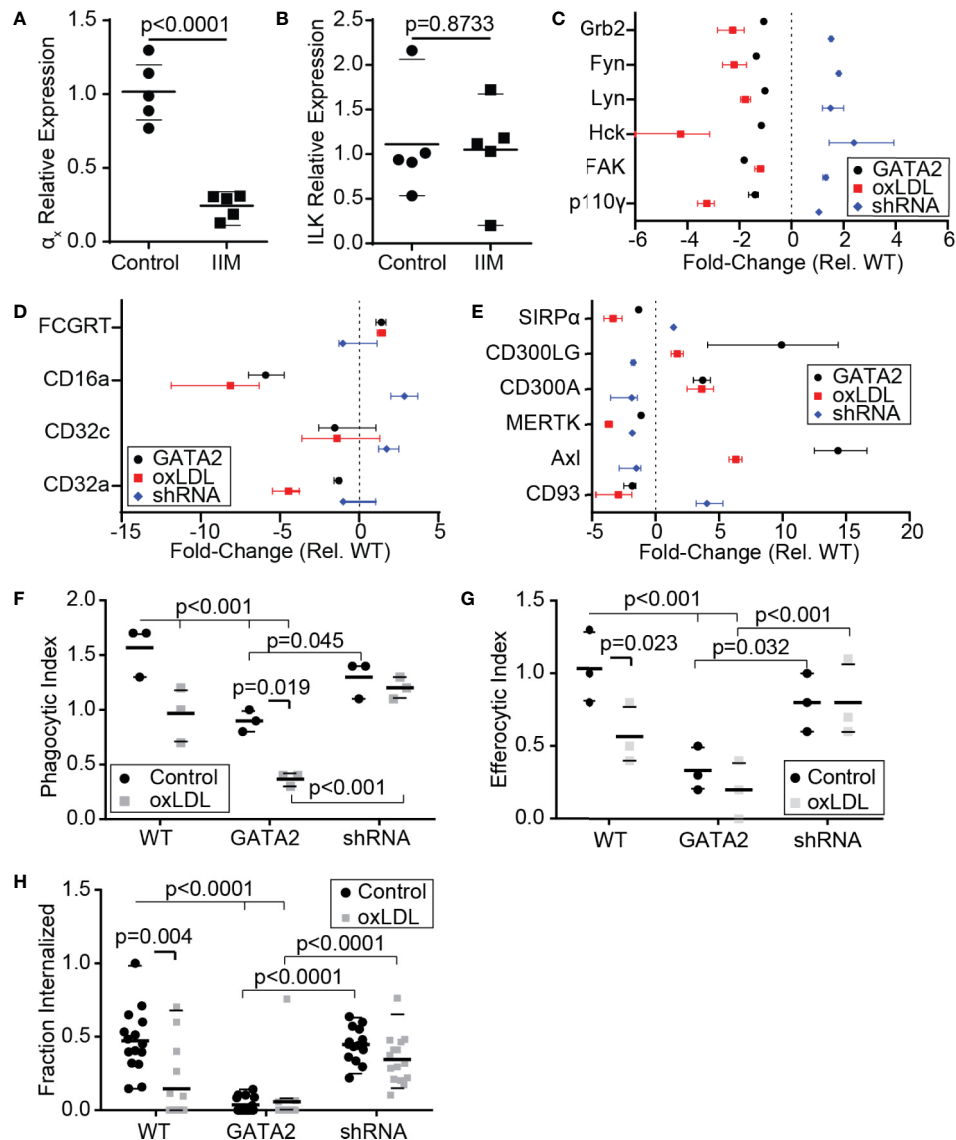 A
p<0.0001
αx Relative Expression
1.5
1.0
0.5
0.0
Control IIM
B
p=0.8733
ILK Relative Expression
2.5
2.0
1.5
1.0
0.5
0.0
Control IIM
C
Grb2
Fyn
Lyn
Hck
FAK
p110γ
GATA2
oxLDL
shRNA
-6 -4 -2 0 2 4 6
Fold-Change (Rel. WT)
D
FCGRT
CD16a
CD32c
CD32a
GATA2
oxLDL
shRNA
-15 -10 -5 0 5
Fold-Change (Rel. WT)
E
SIRPα
CD300LG
CD300A
MERTK
Axl
CD93
GATA2
oxLDL
shRNA
-5 0 5 10 15 20
Fold-Change (Rel. WT)
F
Phagocytic Index
2.0
1.5
1.0
0.5
0.0
p<0.001
p=0.045
p=0.019
p<0.001
Control
oxLDL
WT GATA2 shRNA
G
Efferocytic Index
1.5
1.0
0.5
0.0
p<0.001
p<0.001
p=0.023
p=0.032
Control
oxLDL
WT GATA2 shRNA
H
Fraction Internalized
1.5
1.0
0.5
0.0
p<0.0001
p=0.004
p<0.0001
p<0.0001
Control
oxLDL
WT GATA2 shRNA